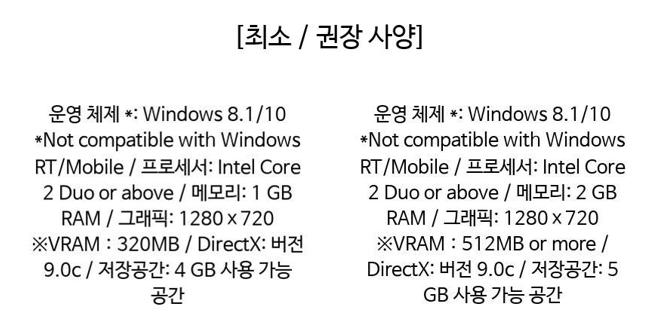 [최소 / 권장 사양]
운영 체제 *: Windows 8.1/10
*Not compatible with Windows
RT/Mobile / 프로세서: Intel Core
2 Duo or above / 메모리: 1 GB
RAM / 그래픽: 1280 x 720
※VRAM : 320MB / DirectX: 버전
9.0c / 저장공간: 4 GB 사용 가능
공간
운영 체제 *: Windows 8.1/10
*Not compatible with Windows
RT/Mobile / 프로세서: Intel Core
2 Duo or above / 메모리: 2 GB
RAM / 그래픽: 1280 x 720
※VRAM : 512MB or more /
DirectX: 버전 9.0c / 저장공간: 5
GB 사용 가능 공간